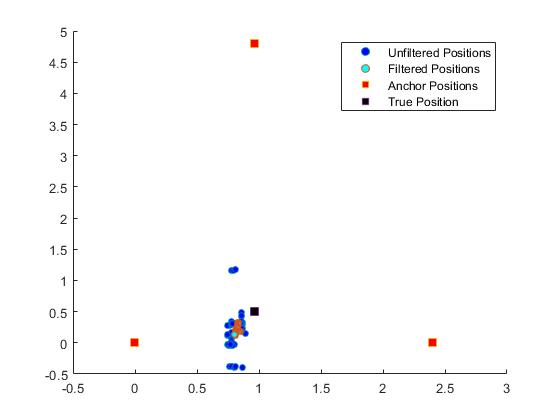 5
4.5
4
3.5
3
2.5
2
1.5
1
0.5
0
-0.5
-0.5 0 0.5 1 1.5 2 2.5 3
Unfiltered Positions
Filtered Positions
Anchor Positions
True Position